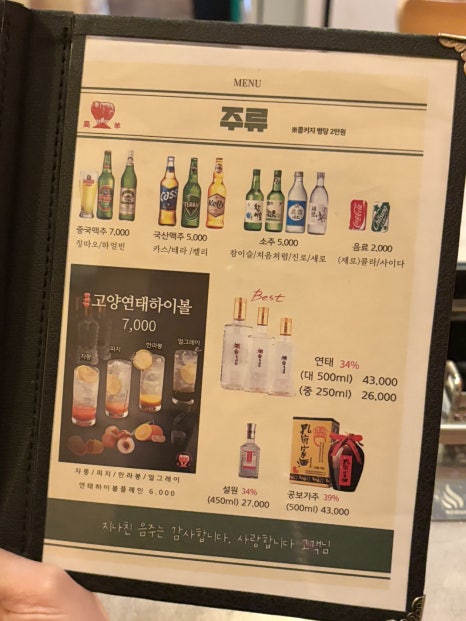 MENU
주류
※콜키지 병당 2만원
중국맥주 7,000
칭따오/하얼빈
국산맥주 5,000
카스/테라/켈리
소주 5,000
참이슬/처음처럼/진로/새로
음료 2,000
(제로)콜라/사이다
고양연태하이볼
7,000
자몽
피치
한라봉
얼그레이
자몽/피치/한라봉/얼그레이
연태하이볼플레인 6.000
Best
연태 34%
(대 500ml) 43,000
(중 250ml) 26,000
설원 34%
(450ml) 27,000
공보가주 39%
(500ml) 43,000
지나친 음주는 감사합니다, 사랑합니다 고객님